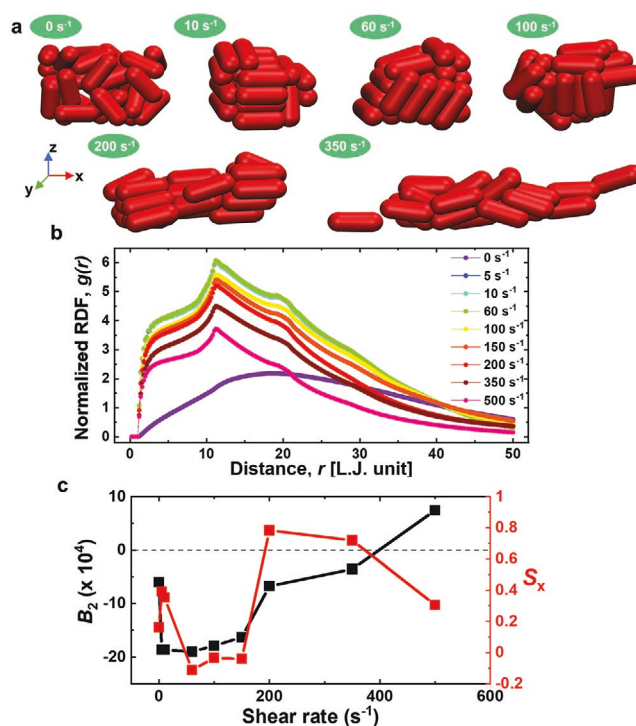 a
0 s⁻¹
10 s⁻¹
60 s⁻¹
100 s⁻¹
200 s⁻¹
350 s⁻¹
z
y
x
b
Normalized RDF, g(r)
6
5
4
3
2
1
0
0 s⁻¹
5 s⁻¹
10 s⁻¹
60 s⁻¹
100 s⁻¹
150 s⁻¹
200 s⁻¹
350 s⁻¹
500 s⁻¹
0 10 20 30 40 50
Distance, r [L.J. unit]
c
B₂ (x 10⁴)
10
0
-10
-20
1
0.8
0.6
0.4
0.2
0
-0.2
Sₓ
0 200 400 600
Shear rate (s⁻¹)